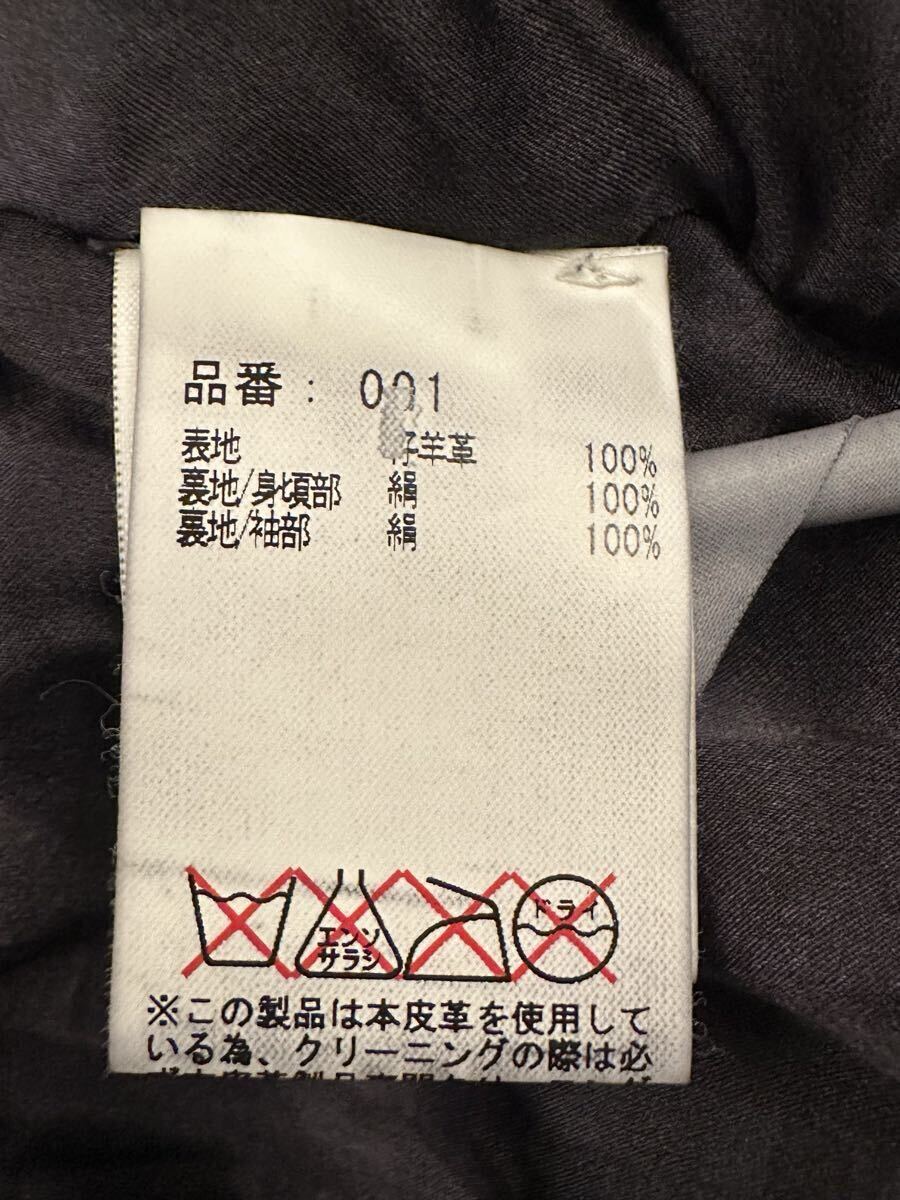 品番： 001
表地 仔羊革 100%
裏地/身頃部 絹 100%
裏地/袖部 絹 100%
エンソ
サラシ
ドライ
※この製品は本皮革を使用して
いる為、クリーニングの際は必